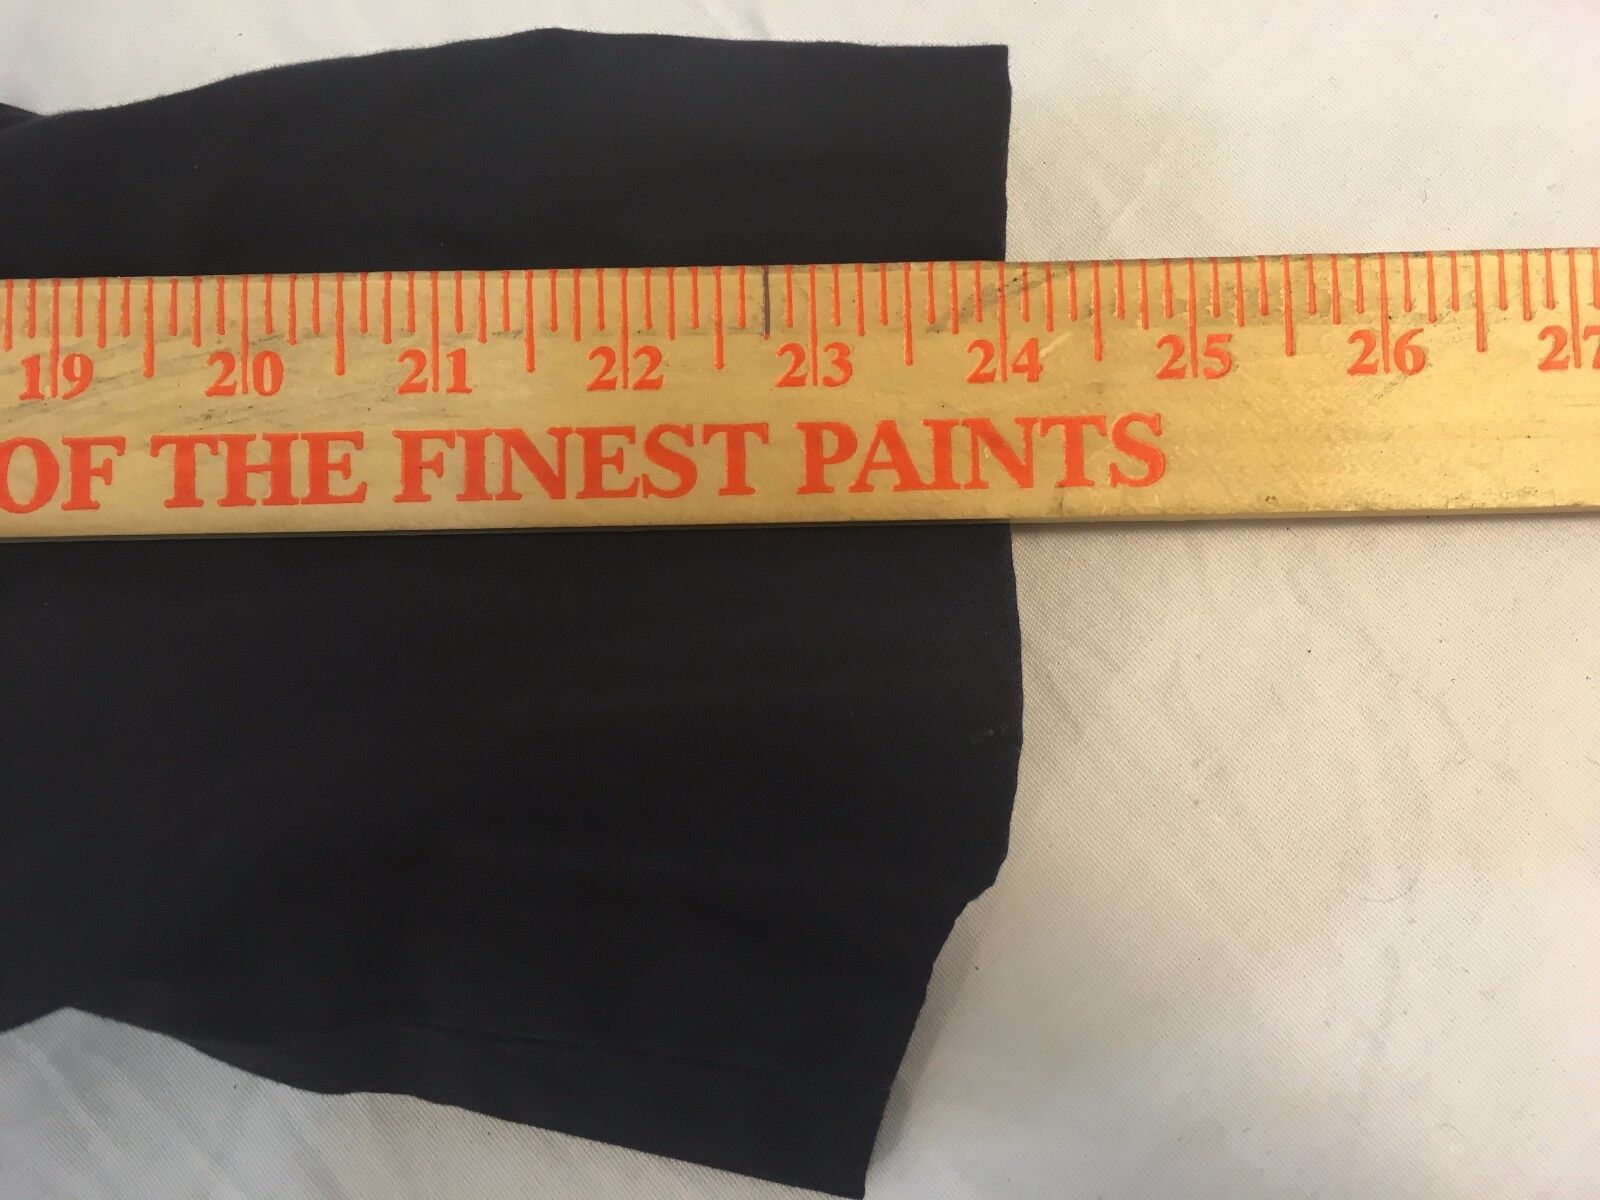 19 20 21 22 23 24 25 26 27
OF THE FINEST PAINTS